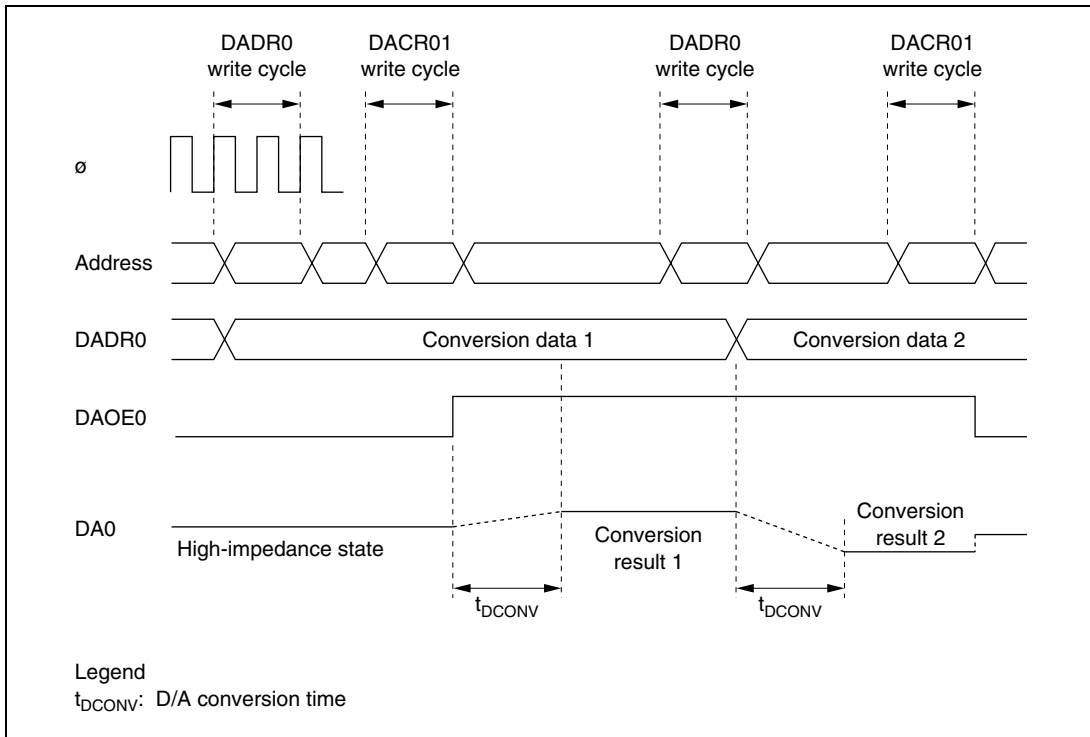 DADR0
write cycle
DACR01
write cycle
DADR0
write cycle
DACR01
write cycle
ø
Address
DADR0
Conversion data 1
Conversion data 2
DAOE0
DA0
High-impedance state
Conversion
result 1
Conversion
result 2
tDCONV
tDCONV
Legend
tDCONV: D/A conversion time